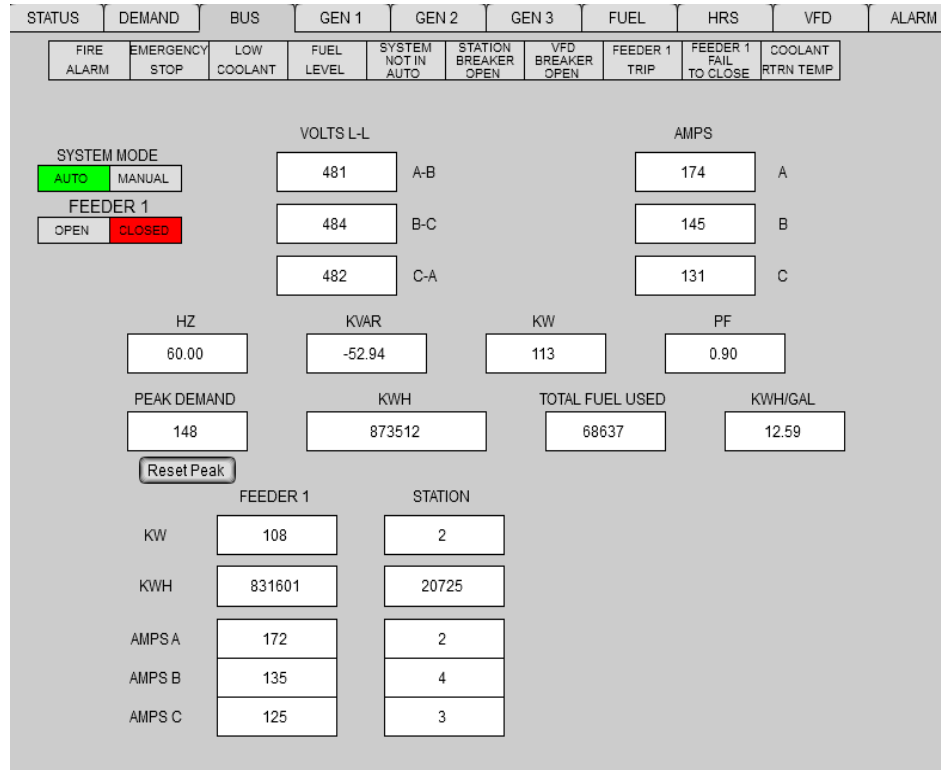 STATUS DEMAND BUS GEN 1 GEN 2 GEN 3 FUEL HRS VFD ALARM
FIRE ALARM
EMERGENCY STOP
LOW COOLANT
FUEL LEVEL
SYSTEM NOT IN AUTO
STATION BREAKER OPEN
VFD BREAKER OPEN
FEEDER 1 TRIP
FEEDER 1 FAIL TO CLOSE
COOLANT RTRN TEMP
SYSTEM MODE
AUTO MANUAL
FEEDER 1
OPEN CLOSED
VOLTS L-L
481 A-B
484 B-C
482 C-A
AMPS
174 A
145 B
131 C
HZ KVAR KW PF
60.00 -52.94 113 0.90
PEAK DEMAND KWH TOTAL FUEL USED KWH/GAL
148 873512 68637 12.59
Reset Peak
FEEDER 1 STATION
KW 108 2
KWH 831601 20725
AMPS A 172 2
AMPS B 135 4
AMPS C 125 3